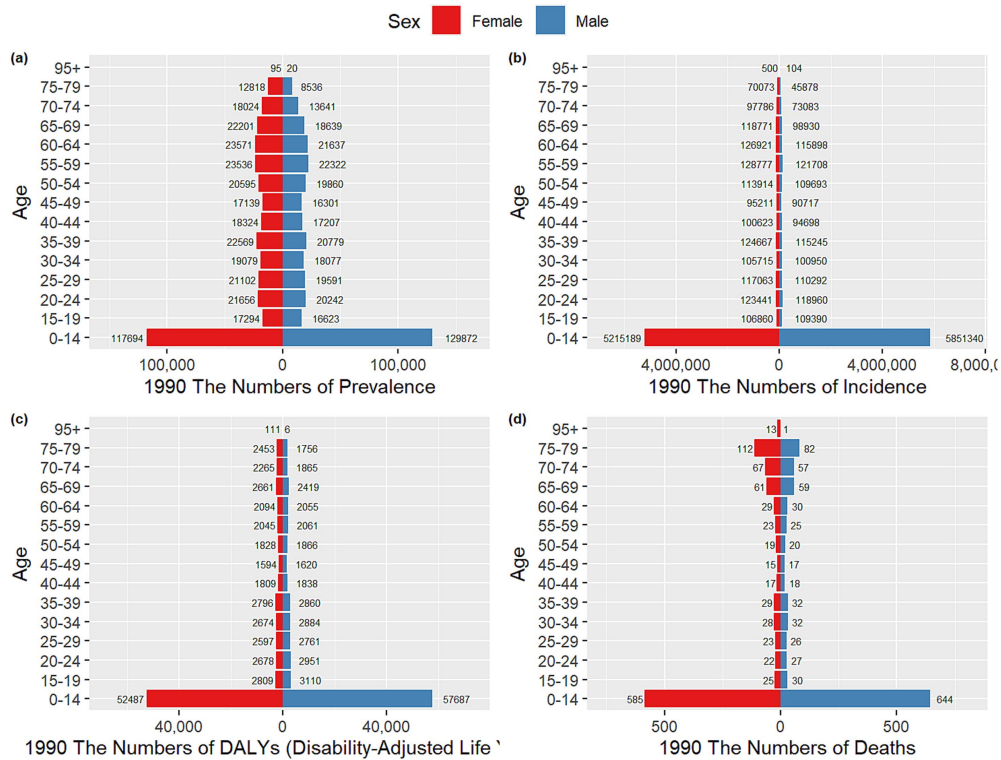 Sex Female Male
(a)
Age
95+ 95 20
75-79 12818 8536
70-74 18024 13641
65-69 22201 18639
60-64 23571 21637
55-59 23536 22322
50-54 20595 19860
45-49 17139 16301
40-44 18324 17207
35-39 22569 20779
30-34 19079 18077
25-29 21102 19591
20-24 21656 20242
15-19 17294 16623
0-14 117694 129872
100,000 0 100,000
1990 The Numbers of Prevalence
(b)
Age
95+ 500 104
75-79 70073 45878
70-74 97786 73083
65-69 118771 98930
60-64 126921 115898
55-59 128777 121708
50-54 113914 109693
45-49 95211 90717
40-44 100623 94698
35-39 124667 115245
30-34 105715 100950
25-29 117063 110292
20-24 123441 118960
15-19 106860 109390
0-14 5215189 5851340
4,000,000 0 4,000,000 8,000,0
1990 The Numbers of Incidence
(c)
Age
95+ 111 6
75-79 2453 1756
70-74 2265 1865
65-69 2661 2419
60-64 2094 2055
55-59 2045 2061
50-54 1828 1866
45-49 1594 1620
40-44 1809 1838
35-39 2796 2860
30-34 2674 2884
25-29 2597 2761
20-24 2678 2951
15-19 2809 3110
0-14 52487 57687
40,000 0 40,000
1990 The Numbers of DALYs (Disability-Adjusted Life
(d)
Age
95+ 13 1
75-79 112 82
70-74 67 57
65-69 61 59
60-64 29 30
55-59 23 25
50-54 19 20
45-49 15 17
40-44 17 18
35-39 29 32
30-34 28 32
25-29 23 26
20-24 22 27
15-19 25 30
0-14 585 644
500 0 500
1990 The Numbers of Deaths